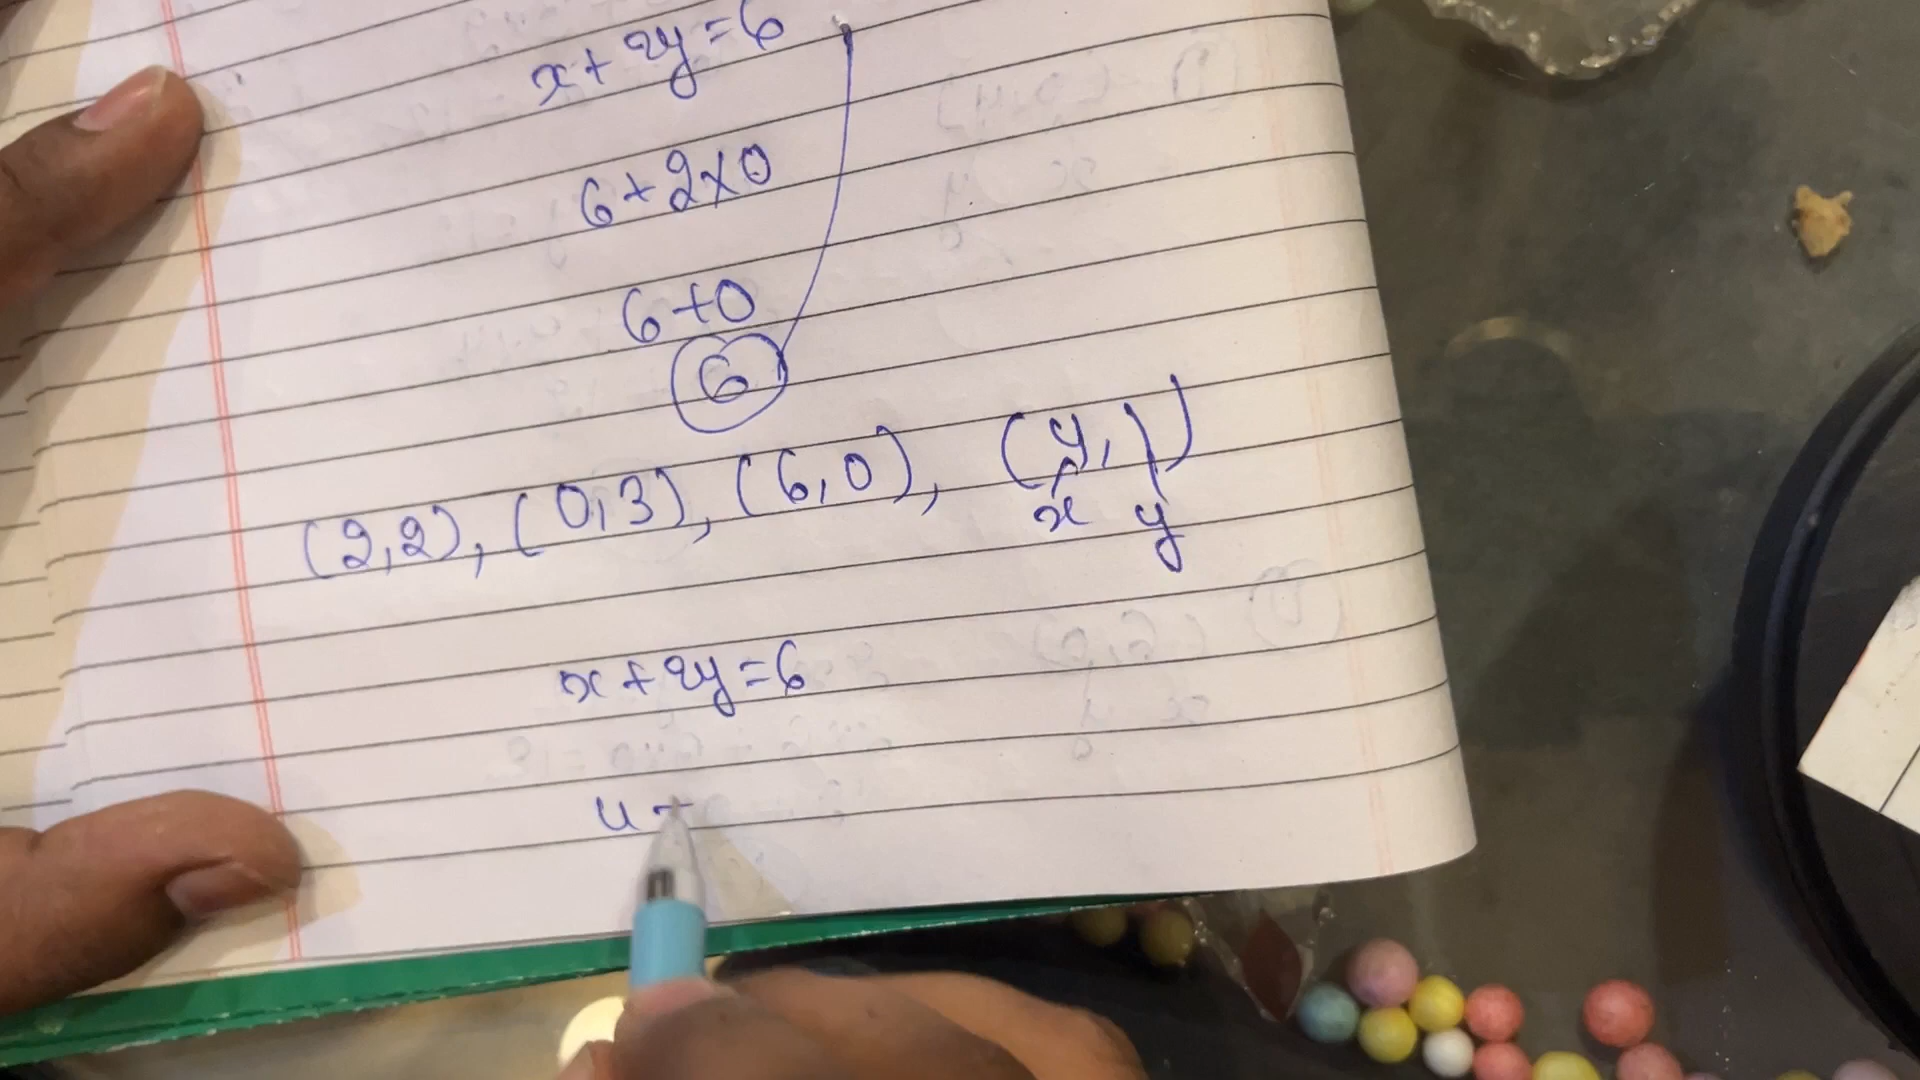 x + 2y = 6
6 + 2×0
6 + 0
6
(2,2), (0,3), (6,0), (4,1)
x y
x + 2y = 6
4 +